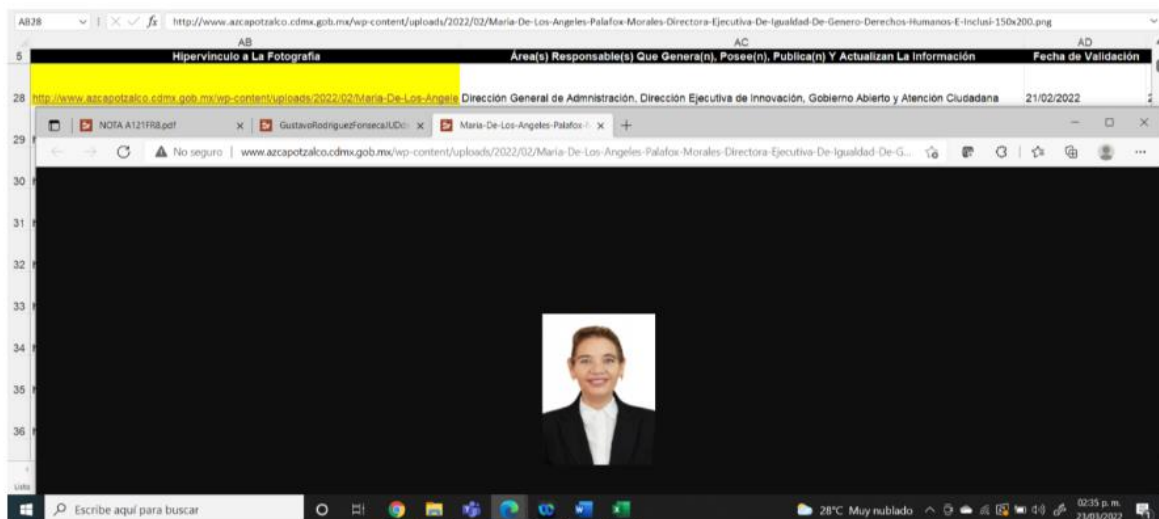 AB28 fx http://www.azcapotzalco.cdmx.gob.mx/wp-content/uploads/2022/02/Maria-De-Los-Angeles-Palafox-Morales-Directora-Ejecutiva-De-Igualdad-De-Genero-Derechos-Humanos-E-Inclusi-150x200.png
AB AC AD
5 Hipervínculo a La Fotografía Área(s) Responsable(s) Que Genera(n), Posee(n), Publica(n) Y Actualizan La Información Fecha de Validación
28 http://www.azcapotzalco.cdmx.gob.mx/wp-content/uploads/2022/02/Maria-De-Los-Angele Dirección General de Admnistración, Dirección Ejecutiva de Innovación, Gobierno Abierto y Atención Ciudadana 21/02/2022
NOTA A121FR8.pdf GustavoRodriguezFonsecaJUD Maria-De-Los-Angeles-Palafox
29
No seguro www.azcapotzalco.cdmx.gob.mx/wp-content/uploads/2022/02/Maria-De-Los-Angeles-Palafox-Morales-Directora-Ejecutiva-De-Igualdad-De-G...
30
31
32
33
34
35
36
Listo
Escribe aquí para buscar 28°C Muy nublado 02:35 p. m.
23/03/2022